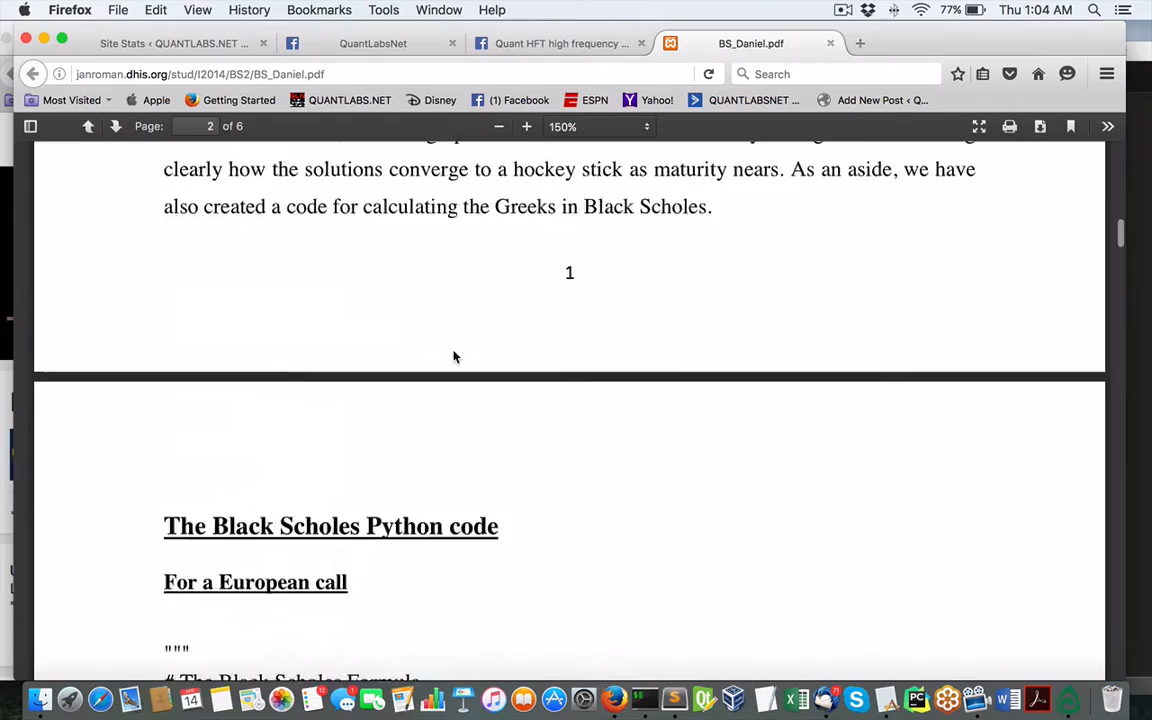 Firefox File Edit View History Bookmarks Tools Window Help 77% Thu 1:04 AM
Site Stats ‹ QUANTLABS.NET ... QuantLabsNet Quant HFT high frequency ... BS_Daniel.pdf
janroman.dhis.org/stud/I2014/BS2/BS_Daniel.pdf Search
Most Visited Apple Getting Started QUANTLABS.NET Disney (1) Facebook ESPN Yahoo! QUANTLABSNET ... Add New Post ‹ Q...
Page: 2 of 6 150%
clearly how the solutions converge to a hockey stick as maturity nears. As an aside, we have
also created a code for calculating the Greeks in Black Scholes.
1
The Black Scholes Python code
For a European call
"""
# The Black Scholes Formula